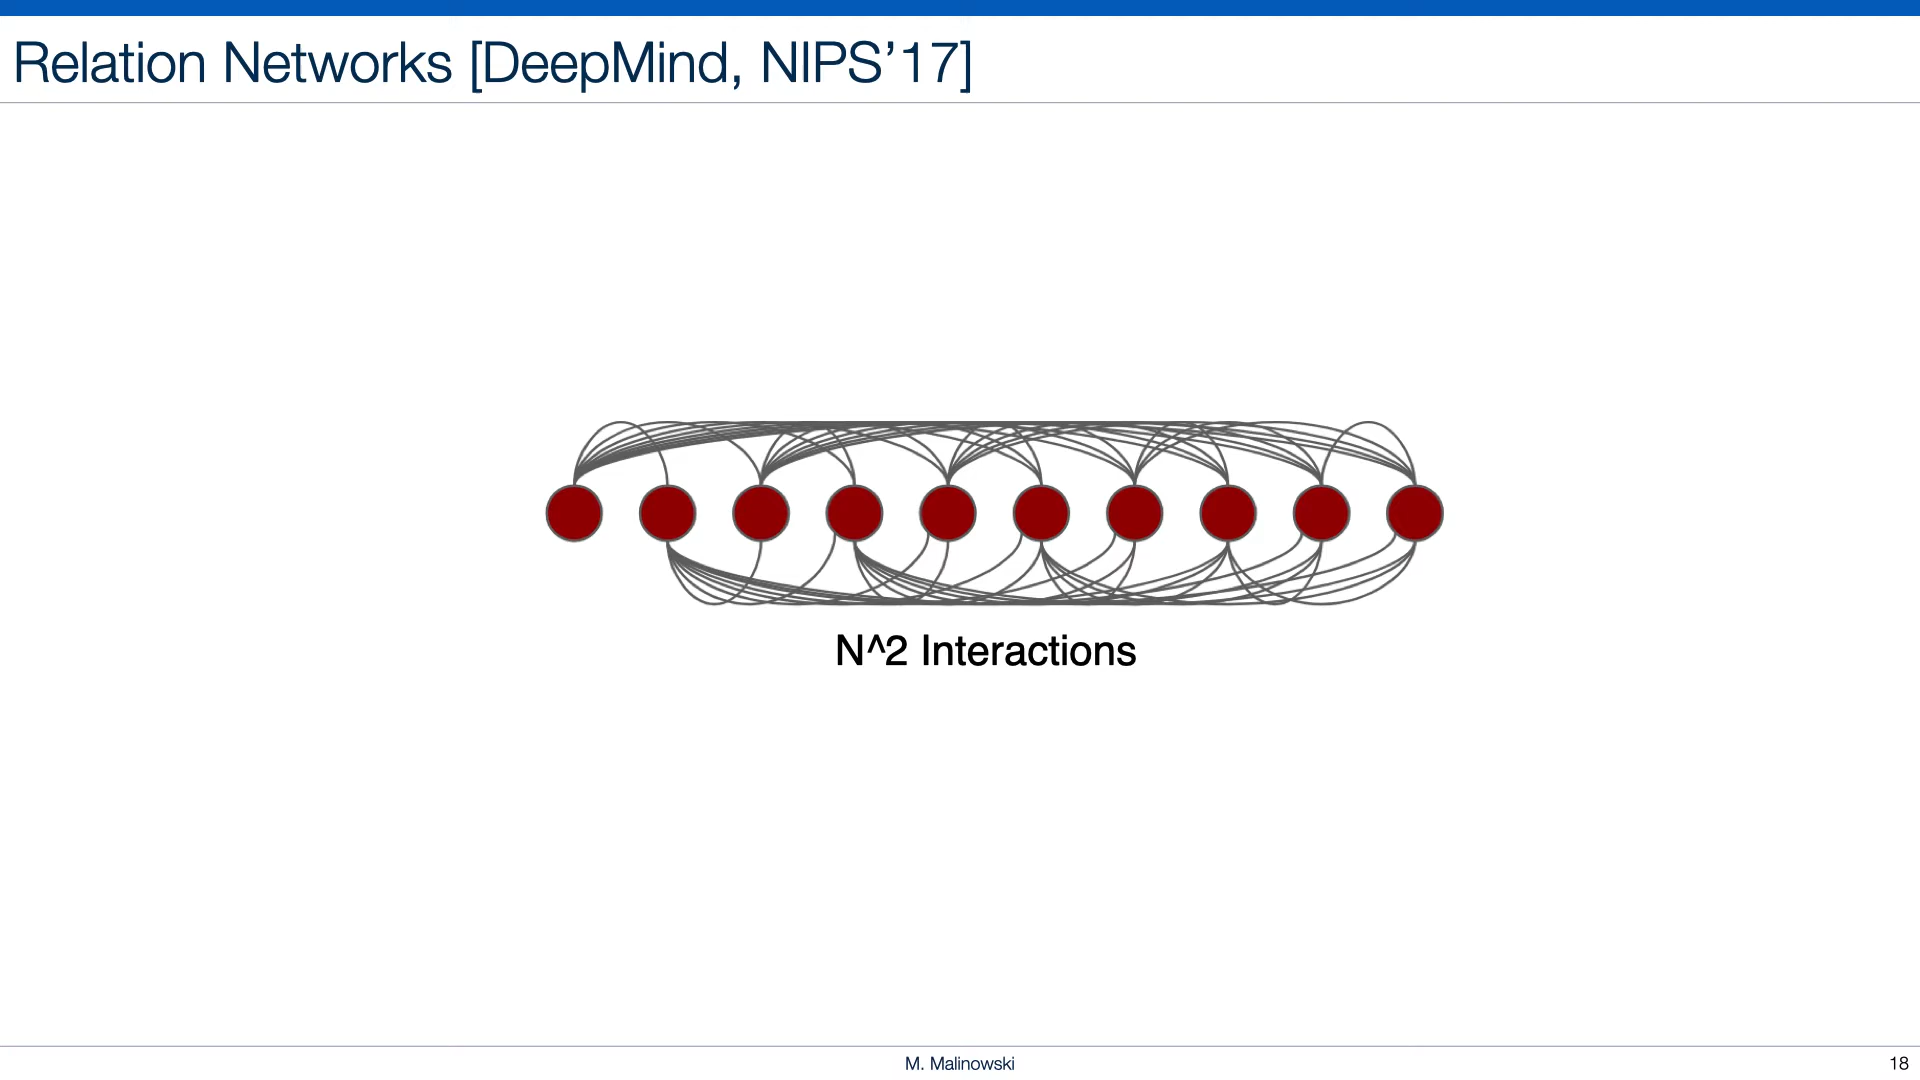 Relation Networks [DeepMind, NIPS’17]
N^2 Interactions
M. Malinowski
18